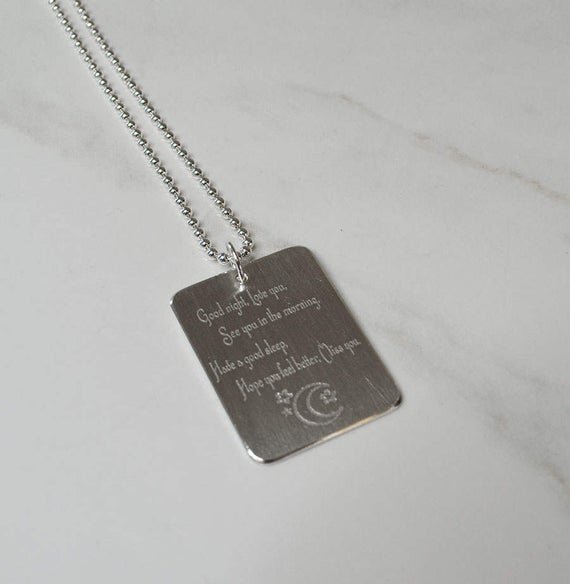 Good night, Love you,
See you in the morning,
Have a good sleep,
Hope you feel better, Miss you.